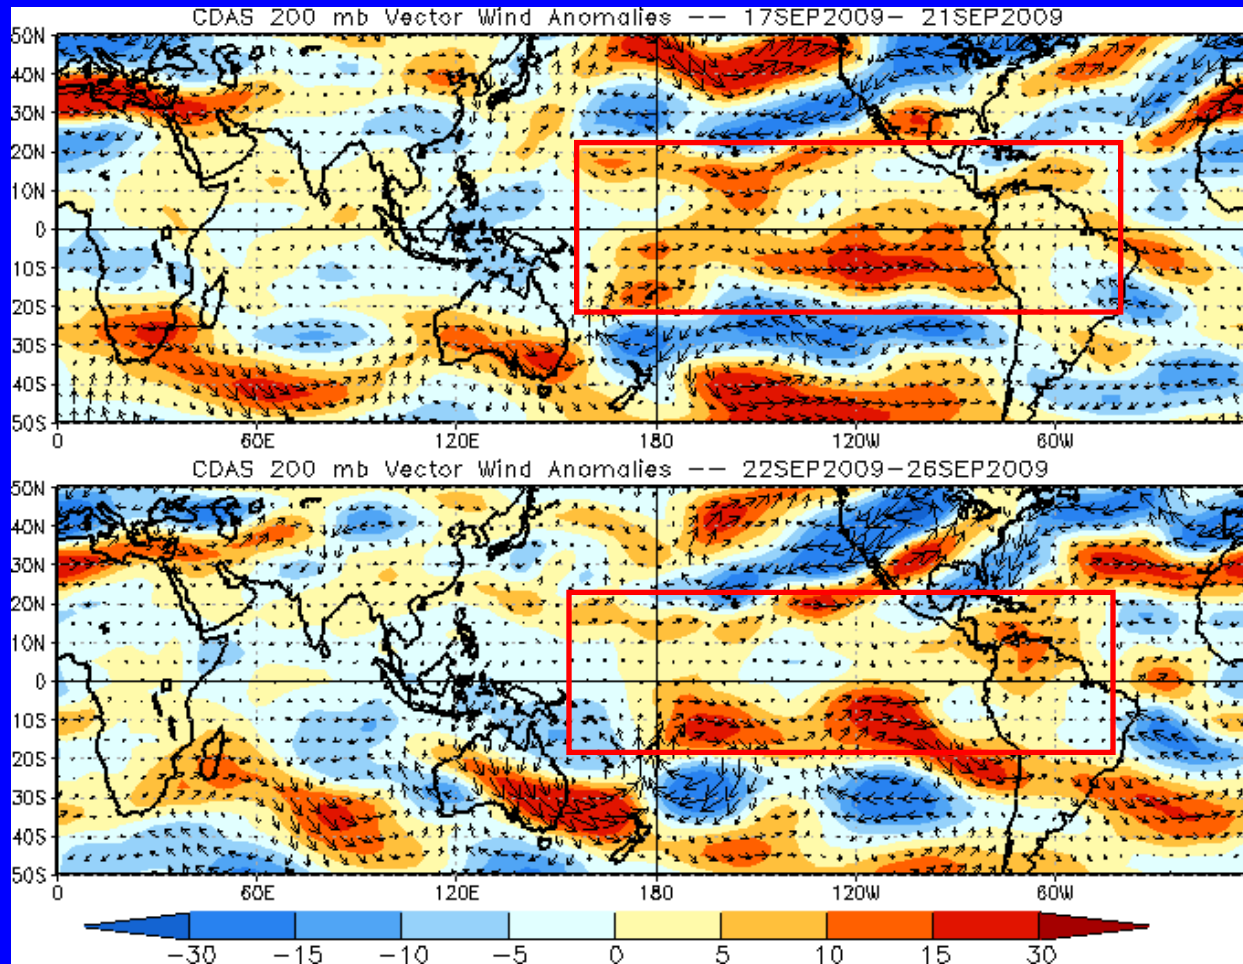 CDAS 200 mb Vector Wind Anomalies -- 17SEP2009- 21SEP2009
50N
40N
30N
20N
10N
0
10S
20S
30S
40S
50S
0 60E 120E 180 120W 60W
CDAS 200 mb Vector Wind Anomalies -- 22SEP2009-26SEP2009
50N
40N
30N
20N
10N
0
10S
20S
30S
40S
50S
0 60E 120E 180 120W 60W
-30 -15 -10 -5 0 5 10 15 30